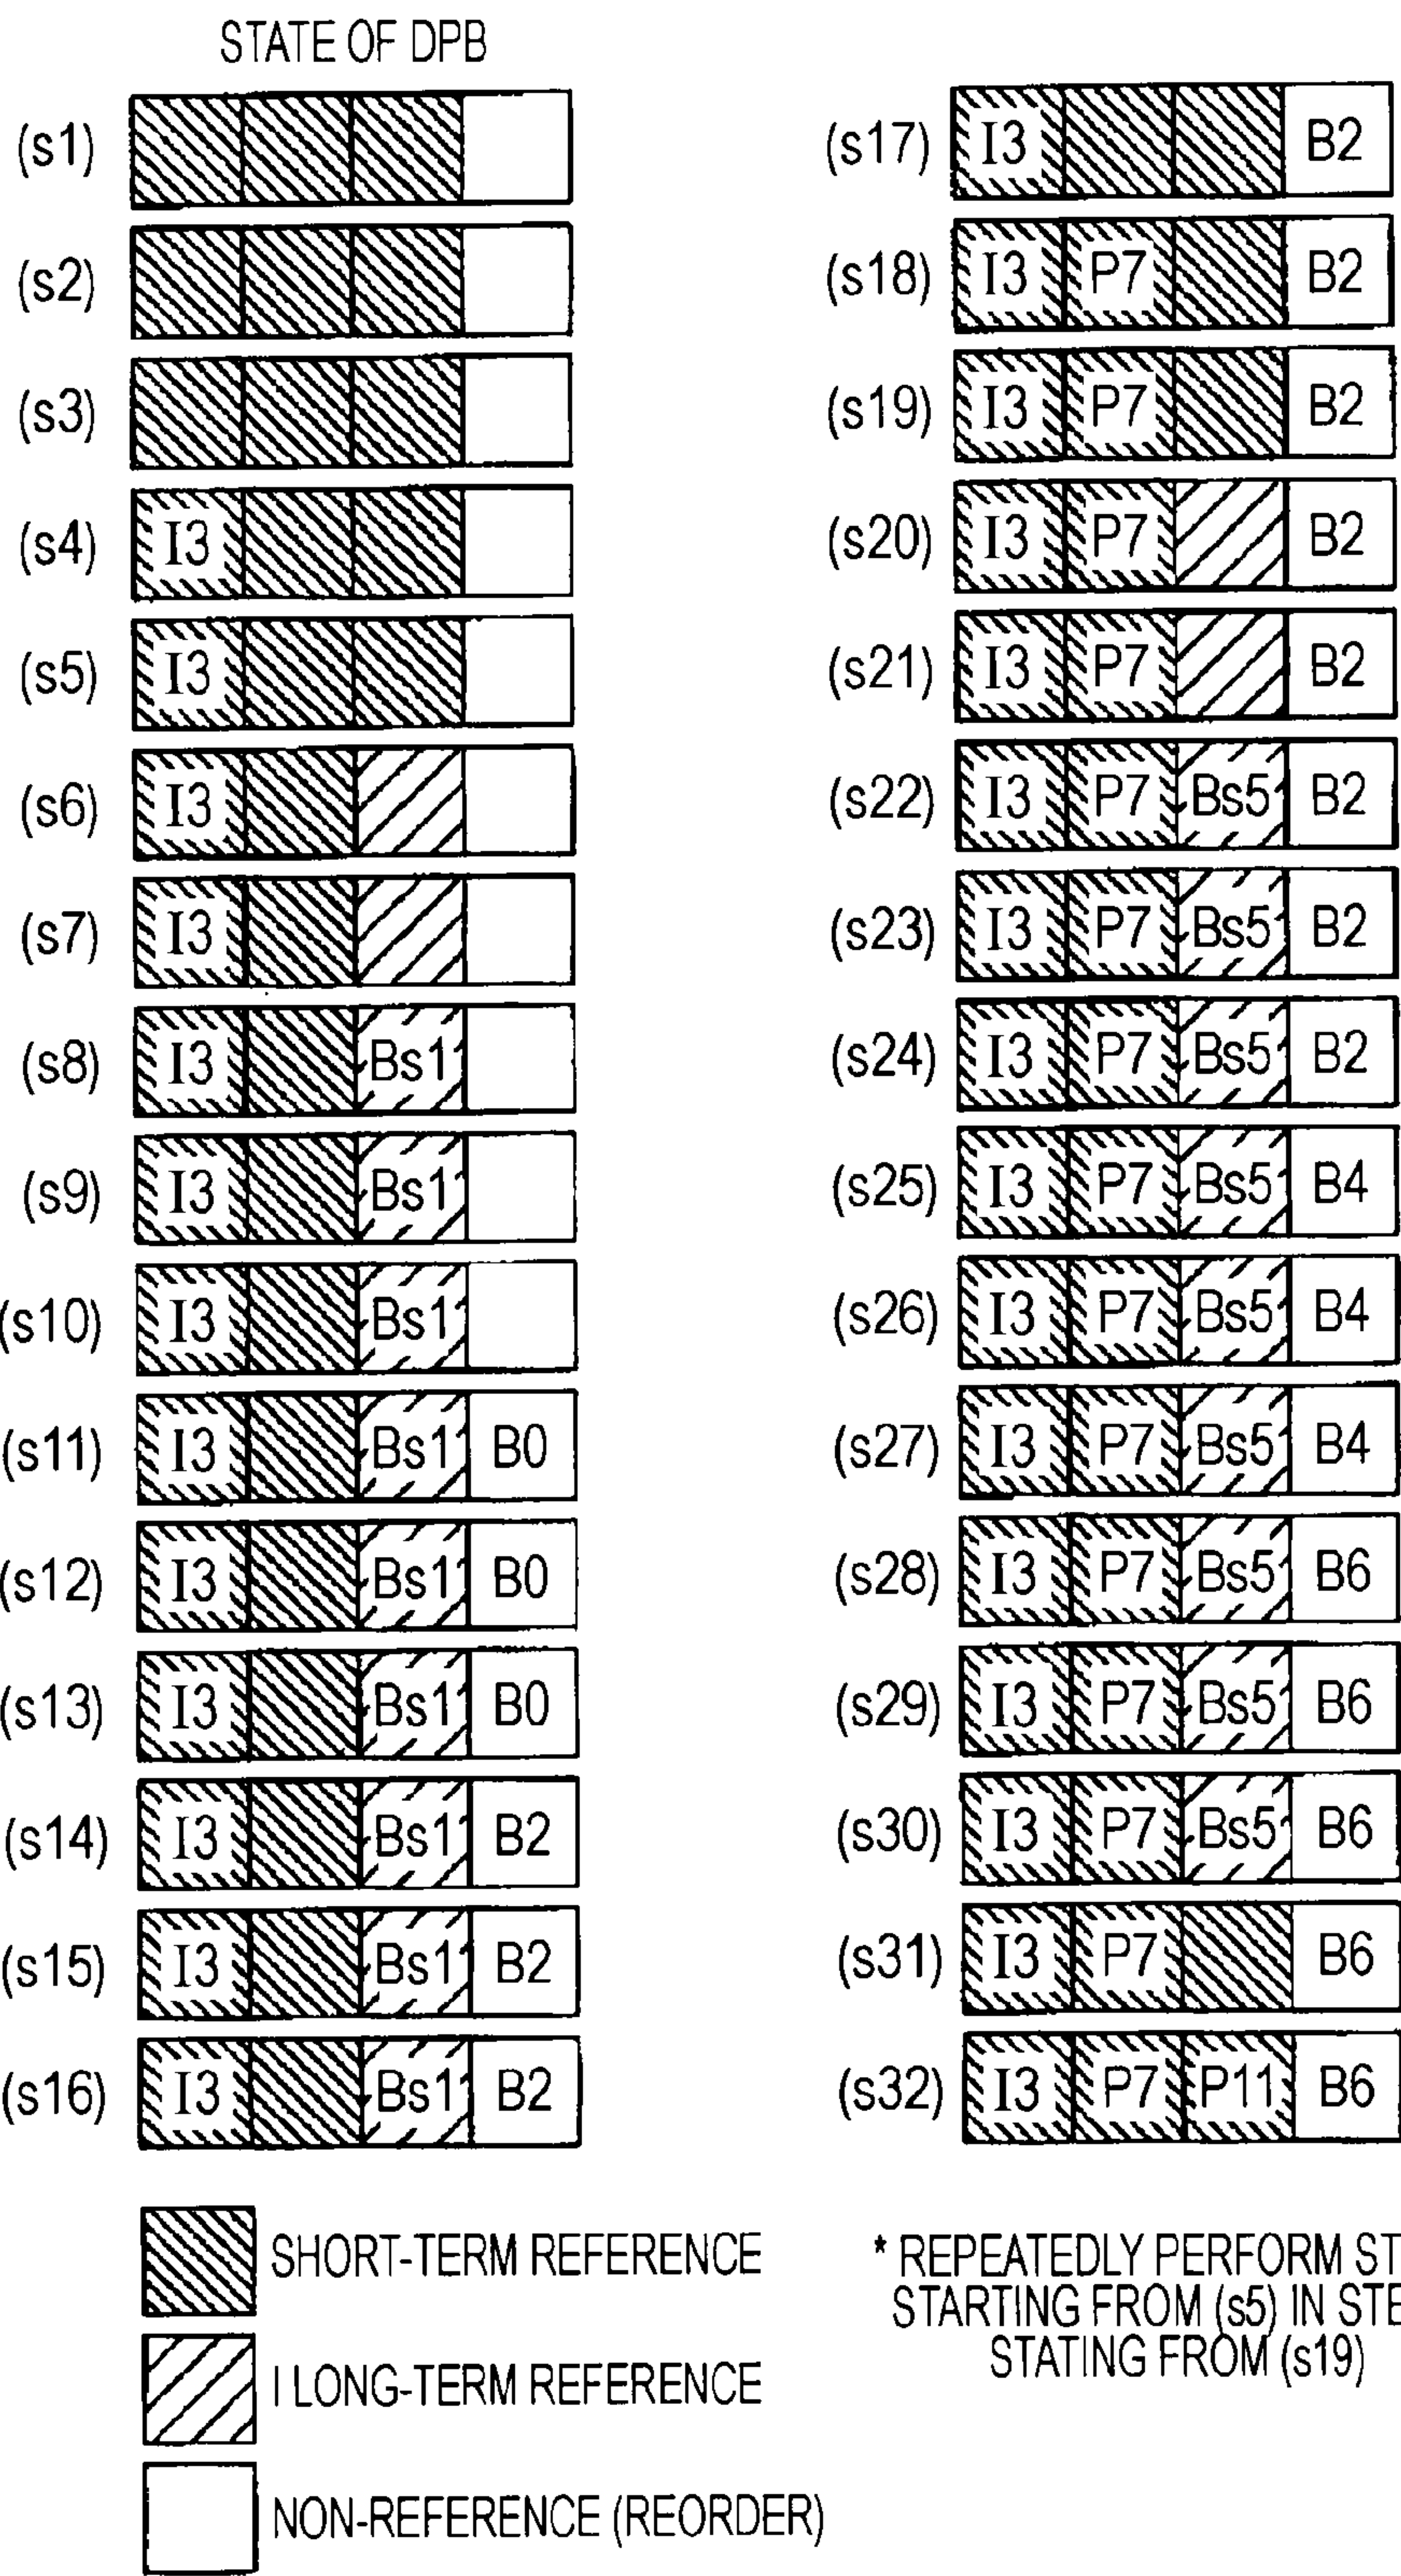 STATE OF DPB
(s1)
(s2)
(s3)
(s4) I3
(s5) I3
(s6) I3
(s7) I3
(s8) I3 Bs1
(s9) I3 Bs1
(s10) I3 Bs1
(s11) I3 Bs1 B0
(s12) I3 Bs1 B0
(s13) I3 Bs1 B0
(s14) I3 Bs1 B2
(s15) I3 Bs1 B2
(s16) I3 Bs1 B2
(s17) I3 B2
(s18) I3 P7 B2
(s19) I3 P7 B2
(s20) I3 P7 B2
(s21) I3 P7 B2
(s22) I3 P7 Bs5 B2
(s23) I3 P7 Bs5 B2
(s24) I3 P7 Bs5 B2
(s25) I3 P7 Bs5 B4
(s26) I3 P7 Bs5 B4
(s27) I3 P7 Bs5 B4
(s28) I3 P7 Bs5 B6
(s29) I3 P7 Bs5 B6
(s30) I3 P7 Bs5 B6
(s31) I3 P7 B6
(s32) I3 P7 P11 B6
SHORT-TERM REFERENCE
I LONG-TERM REFERENCE
NON-REFERENCE (REORDER)
* REPEATEDLY PERFORM ST
STARTING FROM (s5) IN STE
STATING FROM (s19)